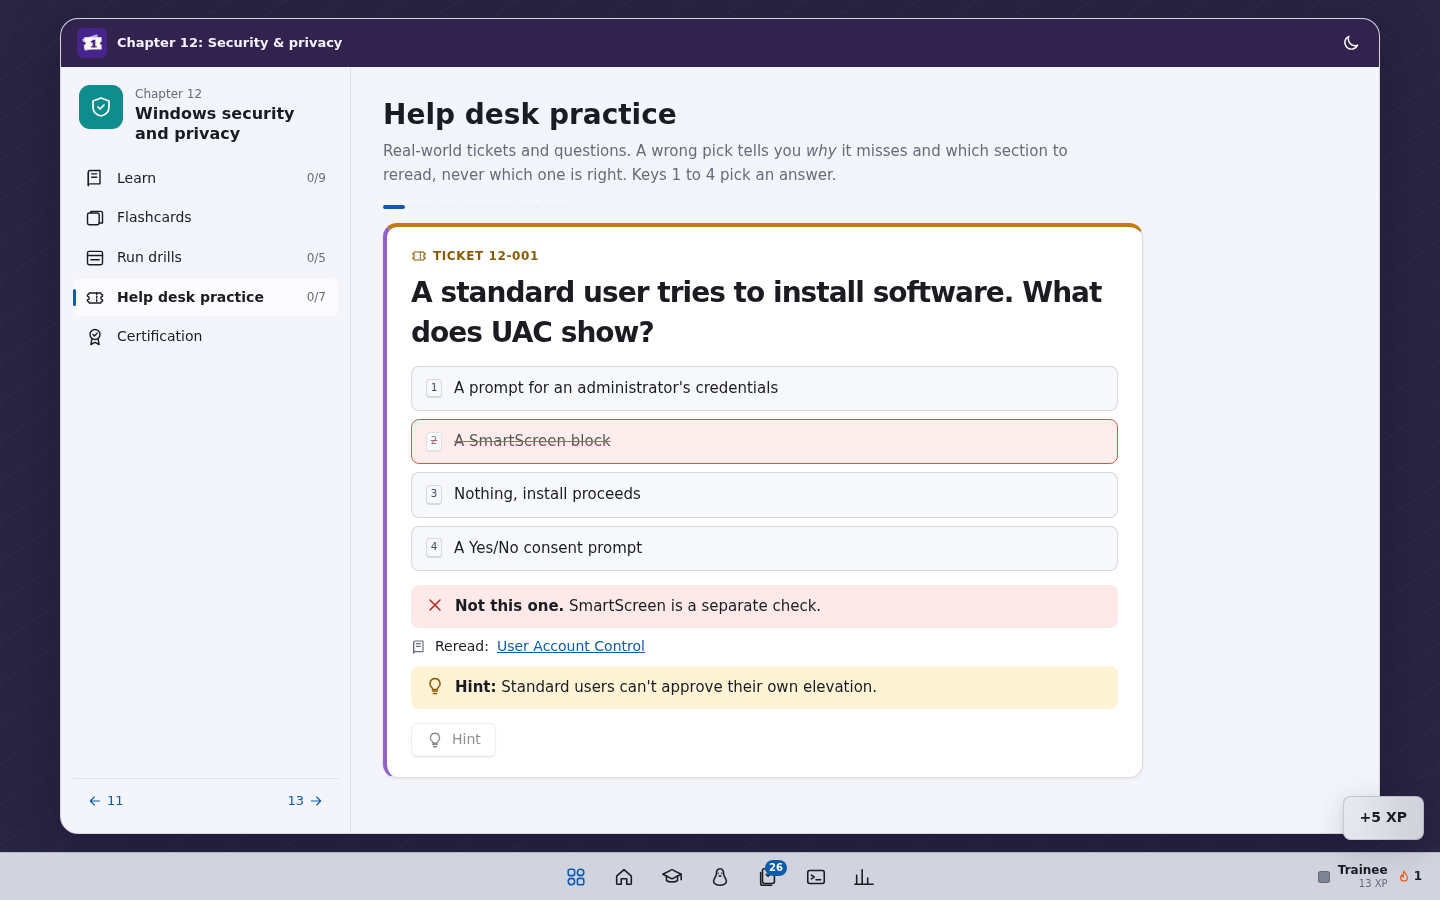 1
Chapter 12: Security & privacy
Chapter 12
Windows security
and privacy
Learn 0/9
Flashcards
Run drills 0/5
Help desk practice 0/7
Certification
11
13
Help desk practice
Real-world tickets and questions. A wrong pick tells you why it misses and which section to
reread, never which one is right. Keys 1 to 4 pick an answer.
TICKET 12-001
A standard user tries to install software. What
does UAC show?
1 A prompt for an administrator's credentials
2 A SmartScreen block
3 Nothing, install proceeds
4 A Yes/No consent prompt
Not this one. SmartScreen is a separate check.
Reread: User Account Control
Hint: Standard users can't approve their own elevation.
Hint
+5 XP
26
Trainee
13 XP
1